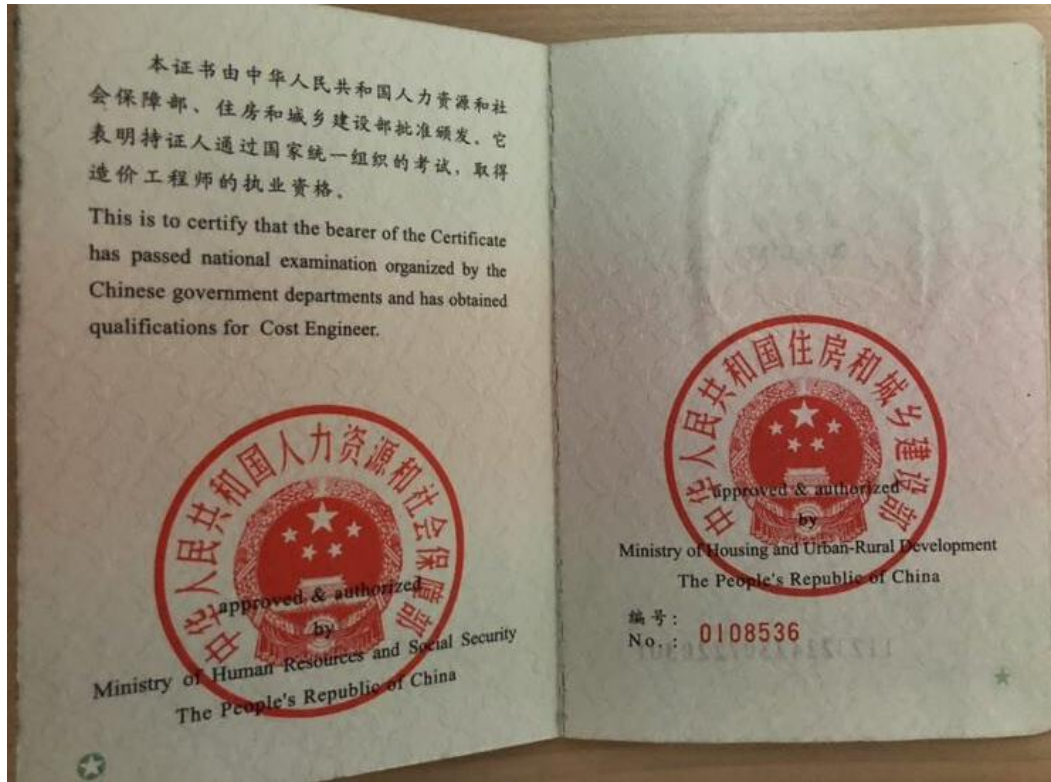 本证书由中华人民共和国人力资源和社
会保障部、住房和城乡建设部批准颁发。它
表明持证人通过国家统一组织的考试，取得
造价工程师的执业资格。
This is to certify that the bearer of the Certificate
has passed national examination organized by the
Chinese government departments and has obtained
qualifications for Cost Engineer.
中华人民共和国人力资源和社会保障部
approved & authorized
by
Ministry of Human Resources and Social Security
The People's Republic of China
中华人民共和国住房和城乡建设部
approved & authorized
by
Ministry of Housing and Urban-Rural Development
The People's Republic of China
编号：
No.: 0108536